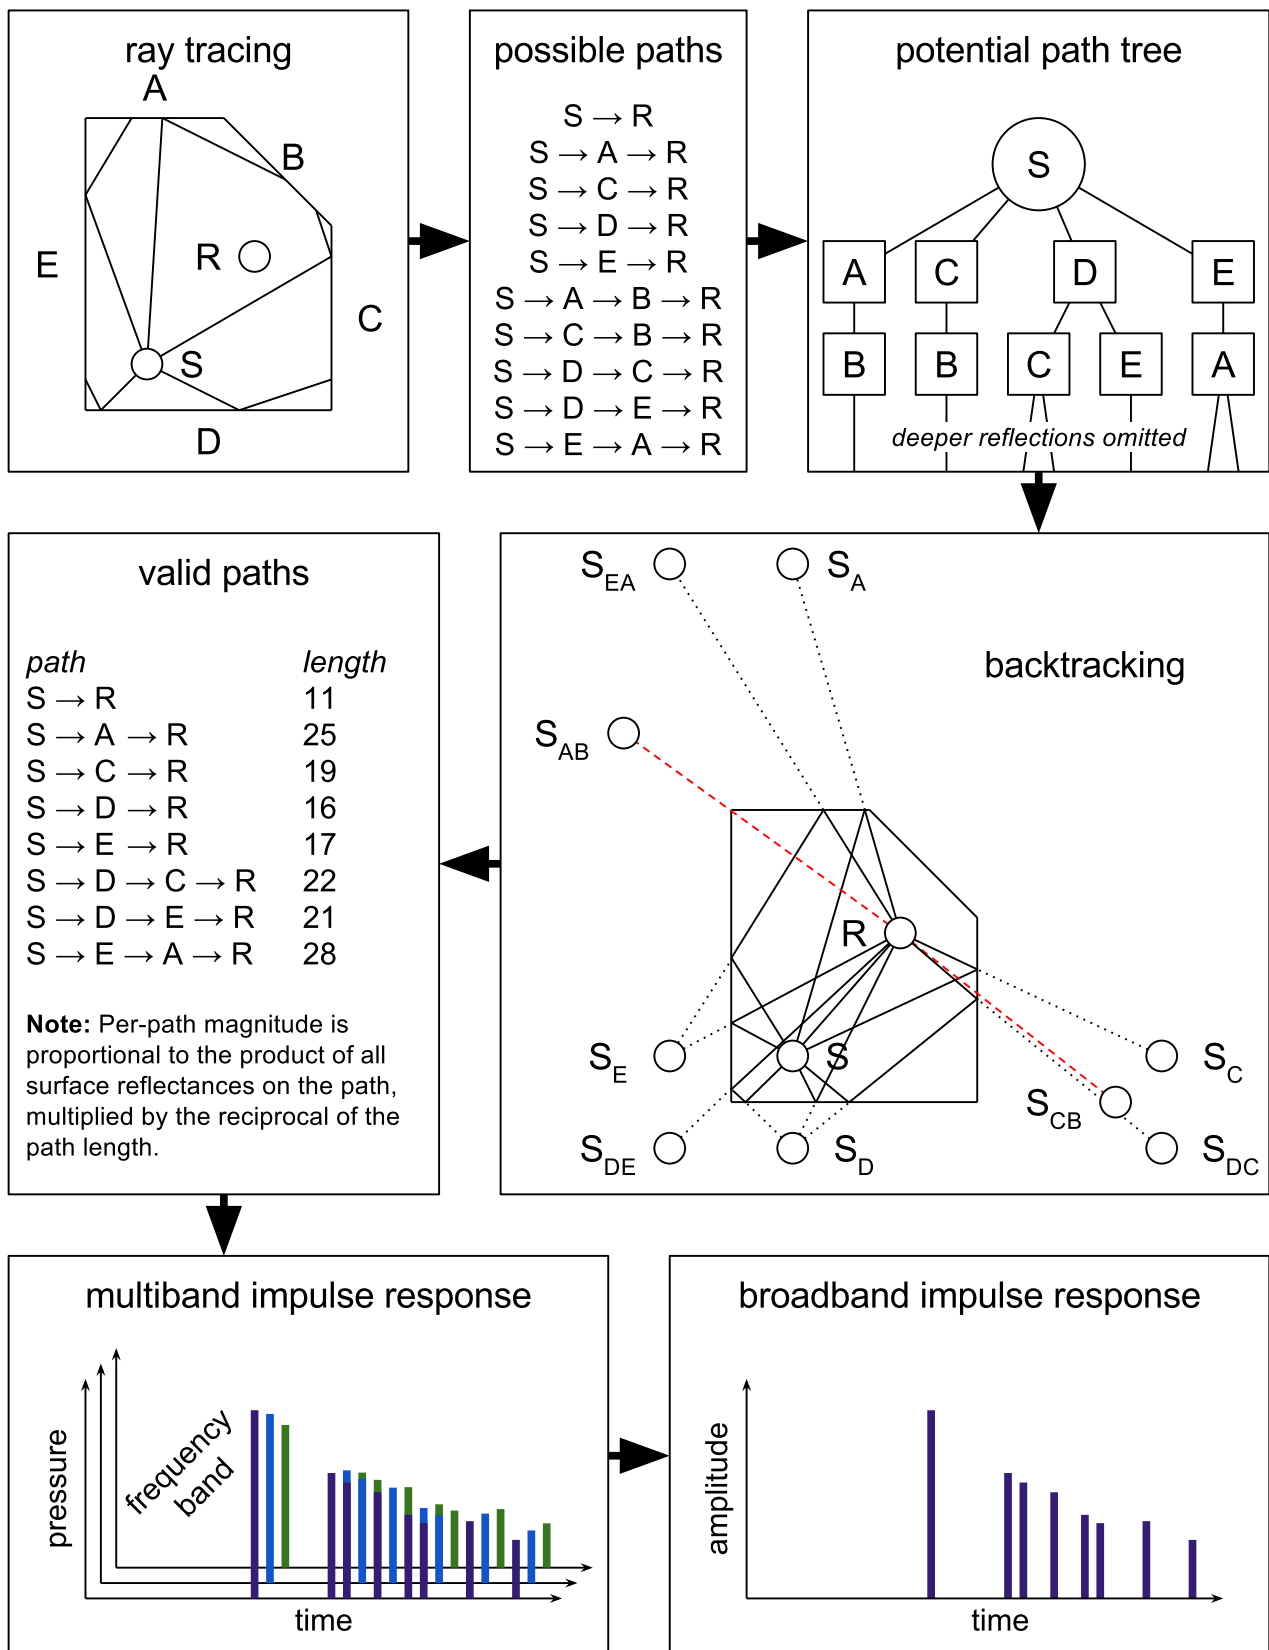 ray tracing
A
B
R
E
C
S
D
possible paths
S → R
S → A → R
S → C → R
S → D → R
S → E → R
S → A → B → R
S → C → B → R
S → D → C → R
S → D → E → R
S → E → A → R
potential path tree
S
A C D E
B B C E A
deeper reflections omitted
valid paths
path length
S → R 11
S → A → R 25
S → C → R 19
S → D → R 16
S → E → R 17
S → D → C → R 22
S → D → E → R 21
S → E → A → R 28
Note: Per-path magnitude is
proportional to the product of all
surface reflectances on the path,
multiplied by the reciprocal of the
path length.
S_EA S_A
backtracking
S_AB
R
S_E S S_C
S_CB
S_DE S_D S_DC
multiband impulse response
pressure
frequency
band
time
broadband impulse response
amplitude
time